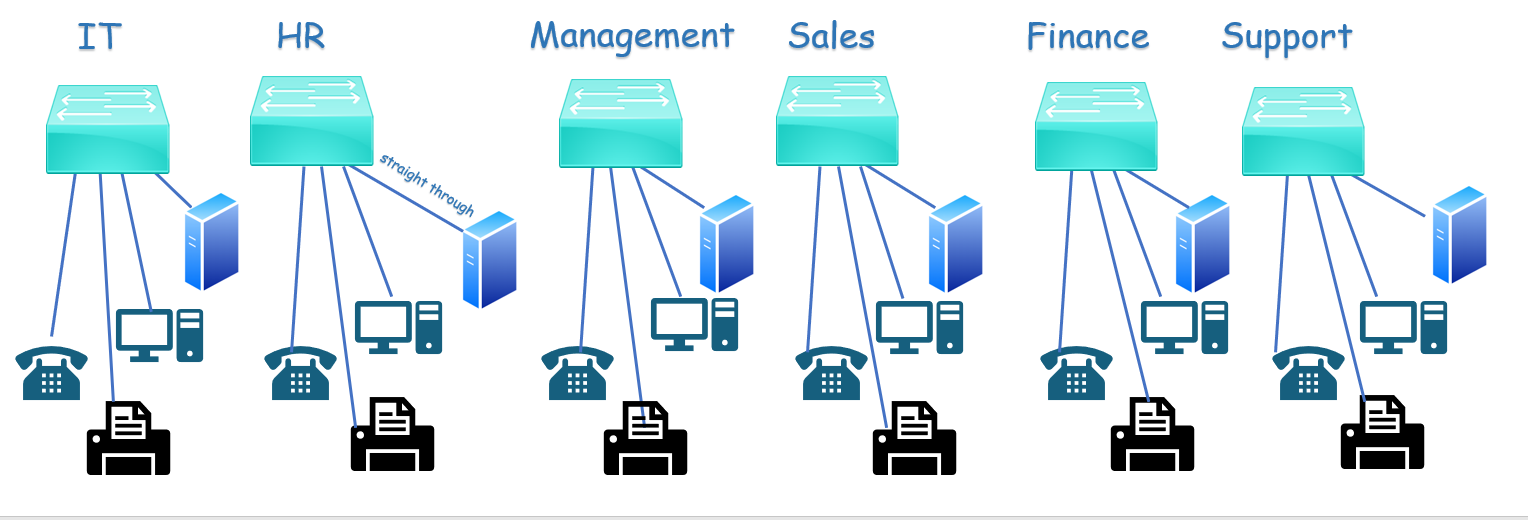 IT
HR
Management
Sales
Finance
Support
straight through